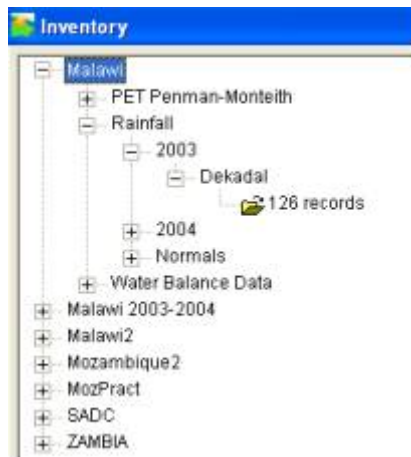 Inventory
Malawi
PET Penman-Monteith
Rainfall
2003
Dekadal
126 records
2004
Normals
Water Balance Data
Malawi 2003-2004
Malawi2
Mozambique2
MozPract
SADC
ZAMBIA